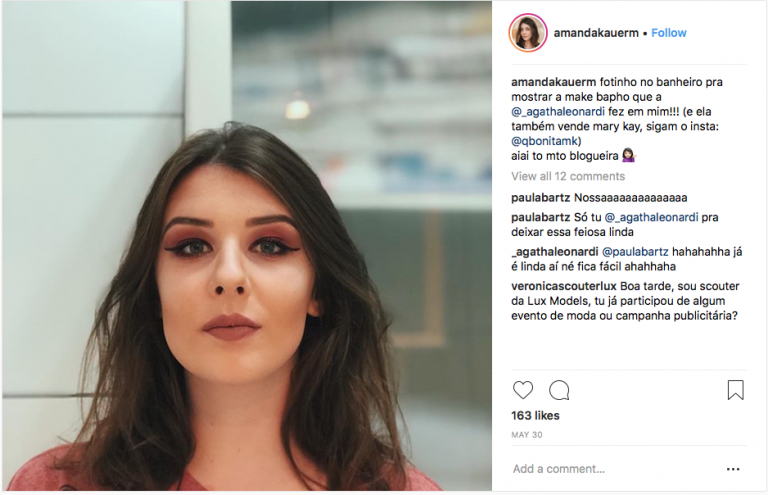 amandakauerm • Follow
amandakauerm fotinho no banheiro pra
mostrar a make bapho que a
@_agathaleonardi fez em mim!!! (e ela
também vende mary kay, sigam o insta:
@qbonitamk)
aiai to mto blogueira 💁🏻‍♀️
View all 12 comments
paulabartz Nossaaaaaaaaaaaaaaa
paulabartz Só tu @_agathaleonardi pra
deixar essa feiosa linda
_agathaleonardi @paulabartz hahahahha já
é linda aí né fica fácil ahahhaha
veronicascouterlux Boa tarde, sou scouter
da Lux Models, tu já participou de algum
evento de moda ou campanha publicitária?
163 likes
MAY 30
Add a comment...